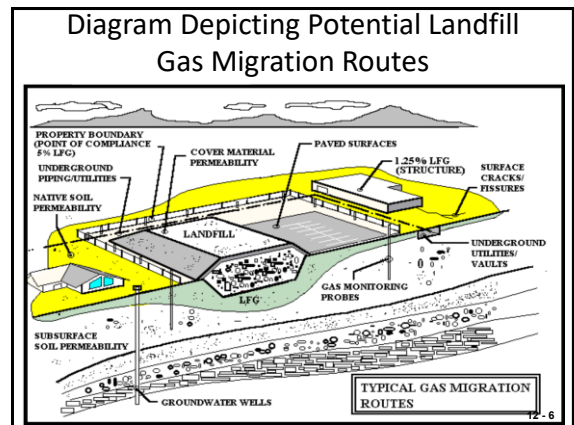 Diagram Depicting Potential Landfill
Gas Migration Routes
PROPERTY BOUNDARY
(POINT OF COMPLIANCE
5% LFG)
COVER MATERIAL
PERMEABILITY
PAVED SURFACES
1.25% LFG
(STRUCTURE)
SURFACE
CRACKS/
FISSURES
UNDERGROUND
PIPING/UTILITIES
NATIVE SOIL
PERMEABILITY
LANDFILL
UNDERGROUND
UTILITIES/
VAULTS
GAS MONITORING
PROBES
LFG
SUBSURFACE
SOIL PERMEABILITY
GROUNDWATER WELLS
TYPICAL GAS MIGRATION
ROUTES
12 - 6